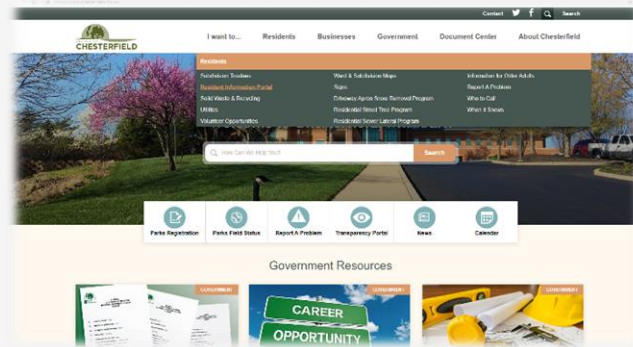 Contact Search
CHESTERFIELD
I want to... Residents Businesses Government Document Center About Chesterfield
Residents
Subdivision Trustees Ward & Subdivision Maps Information for Older Adults
Resident Information Portal Signs Report A Problem
Solid Waste & Recycling Driveway Apron Snow Removal Program Who to Call
Utilities Residential Street Tree Program When it Snows
Volunteer Opportunities Residential Sewer Lateral Program
How Can We Help You? Search
Parks Registration Parks Field Status Report A Problem Transparency Portal News Calendar
Government Resources
GOVERNMENT GOVERNMENT GOVERNMENT
CAREER
OPPORTUNITY